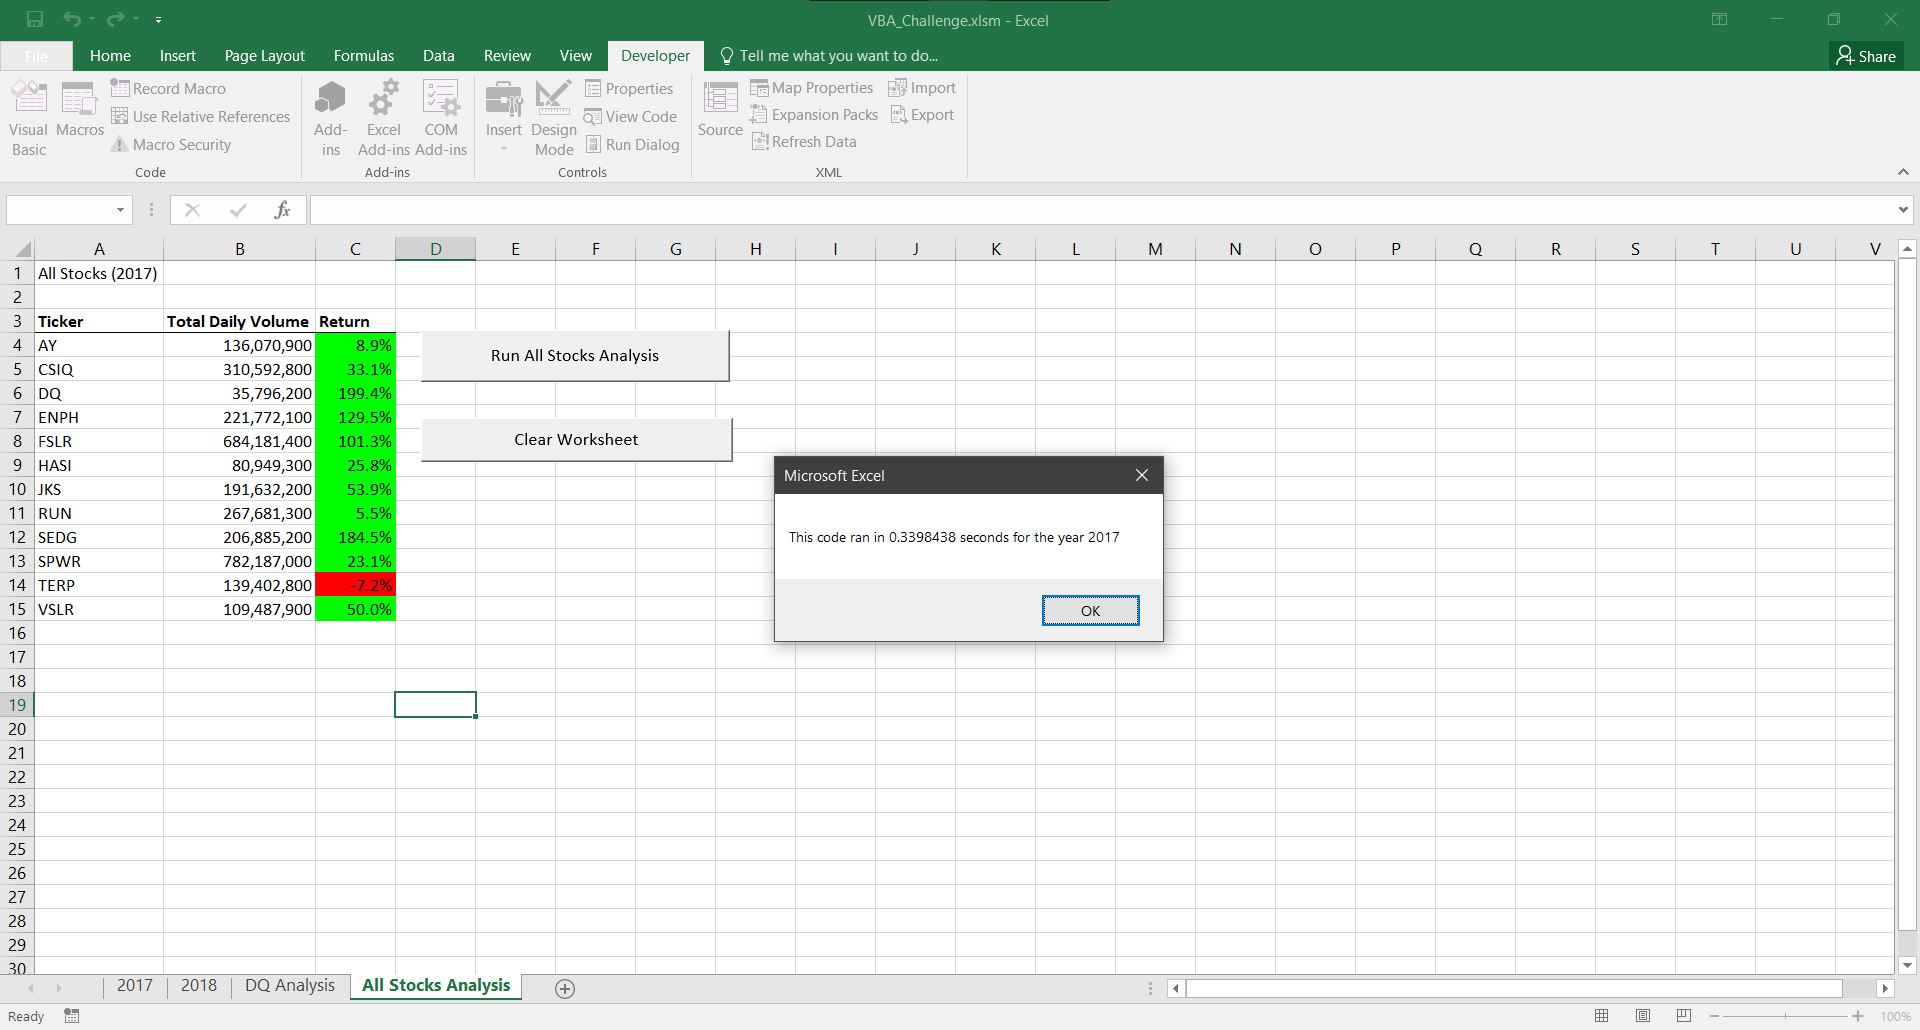 VBA_Challenge.xlsm - Excel
File Home Insert Page Layout Formulas Data Review View Developer Tell me what you want to do... Share
Visual Basic
Macros
Record Macro
Use Relative References
Macro Security
Code
Add-ins
Excel Add-ins
COM Add-ins
Add-ins
Insert
Design Mode
Properties
View Code
Run Dialog
Controls
Source
Map Properties
Expansion Packs
Refresh Data
Import
Export
XML
fx
A B C D E F G H I J K L M N O P Q R S T U V
1 All Stocks (2017)
2
3 Ticker Total Daily Volume Return
4 AY 136,070,900 8.9%
5 CSIQ 310,592,800 33.1%
6 DQ 35,796,200 199.4%
7 ENPH 221,772,100 129.5%
8 FSLR 684,181,400 101.3%
9 HASI 80,949,300 25.8%
10 JKS 191,632,200 53.9%
11 RUN 267,681,300 5.5%
12 SEDG 206,885,200 184.5%
13 SPWR 782,187,000 23.1%
14 TERP 139,402,800 -7.2%
15 VSLR 109,487,900 50.0%
16
17
18
19
20
21
22
23
24
25
26
27
28
29
30
Run All Stocks Analysis
Clear Worksheet
Microsoft Excel
This code ran in 0.3398438 seconds for the year 2017
OK
2017 2018 DQ Analysis All Stocks Analysis
Ready 100%